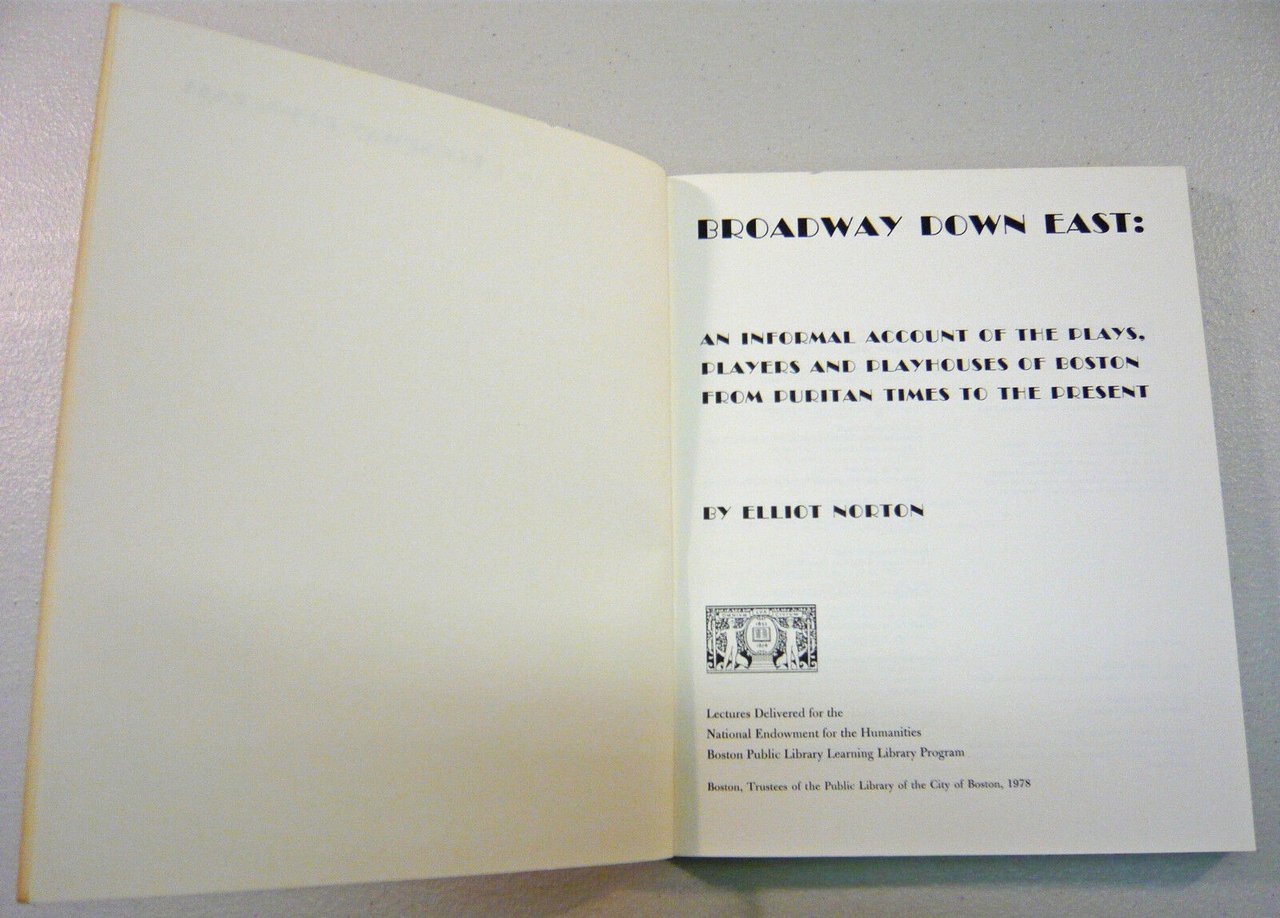 BROADWAY DOWN EAST:
AN INFORMAL ACCOUNT OF THE PLAYS,
PLAYERS AND PLAYHOUSES OF BOSTON
FROM PURITAN TIMES TO THE PRESENT
BY ELLIOT NORTON
Lectures Delivered for the
National Endowment for the Humanities
Boston Public Library Learning Library Program
Boston, Trustees of the Public Library of the City of Boston, 1978